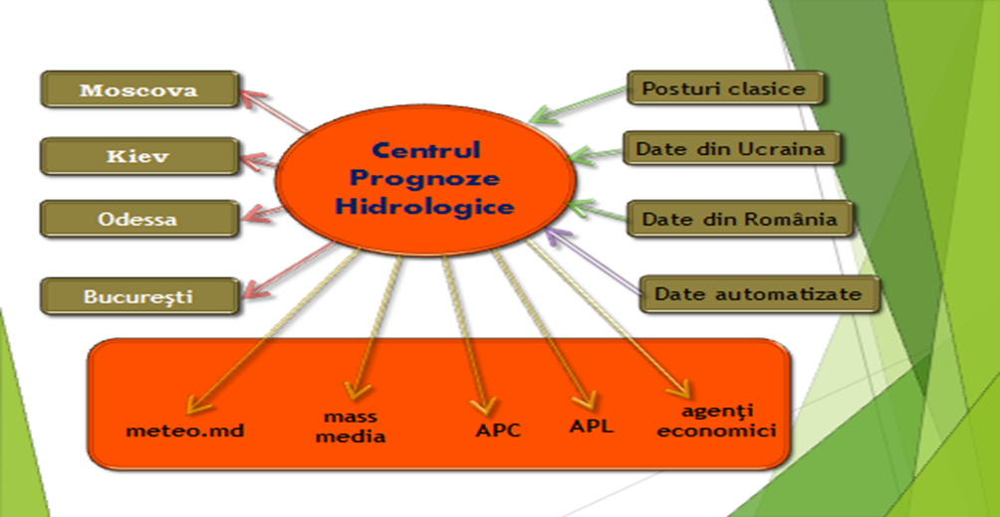 Moscova
Kiev
Odessa
Bucureşti
Centrul
Prognoze
Hidrologice
Posturi clasice
Date din Ucraina
Date din România
Date automatizate
meteo.md
mass
media
APC
APL
agenţi
economici